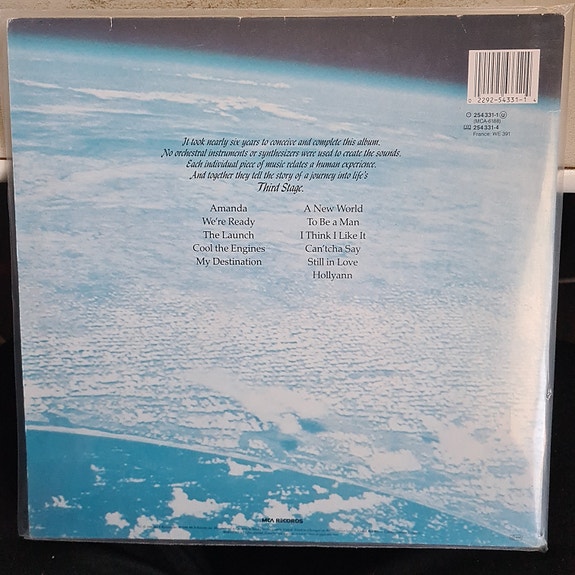 0 2292-54331-1 4
254 331-1
(MCA-6188)
254 331-4
France: WE 391
It took nearly six years to conceive and complete this album.
No orchestral instruments or synthesizers were used to create the sounds.
Each individual piece of music relates a human experience.
And together they tell the story of a journey into life's
Third Stage.
Amanda
We're Ready
The Launch
Cool the Engines
My Destination
A New World
To Be a Man
I Think I Like It
Can'tcha Say
Still in Love
Hollyann
MCA RECORDS